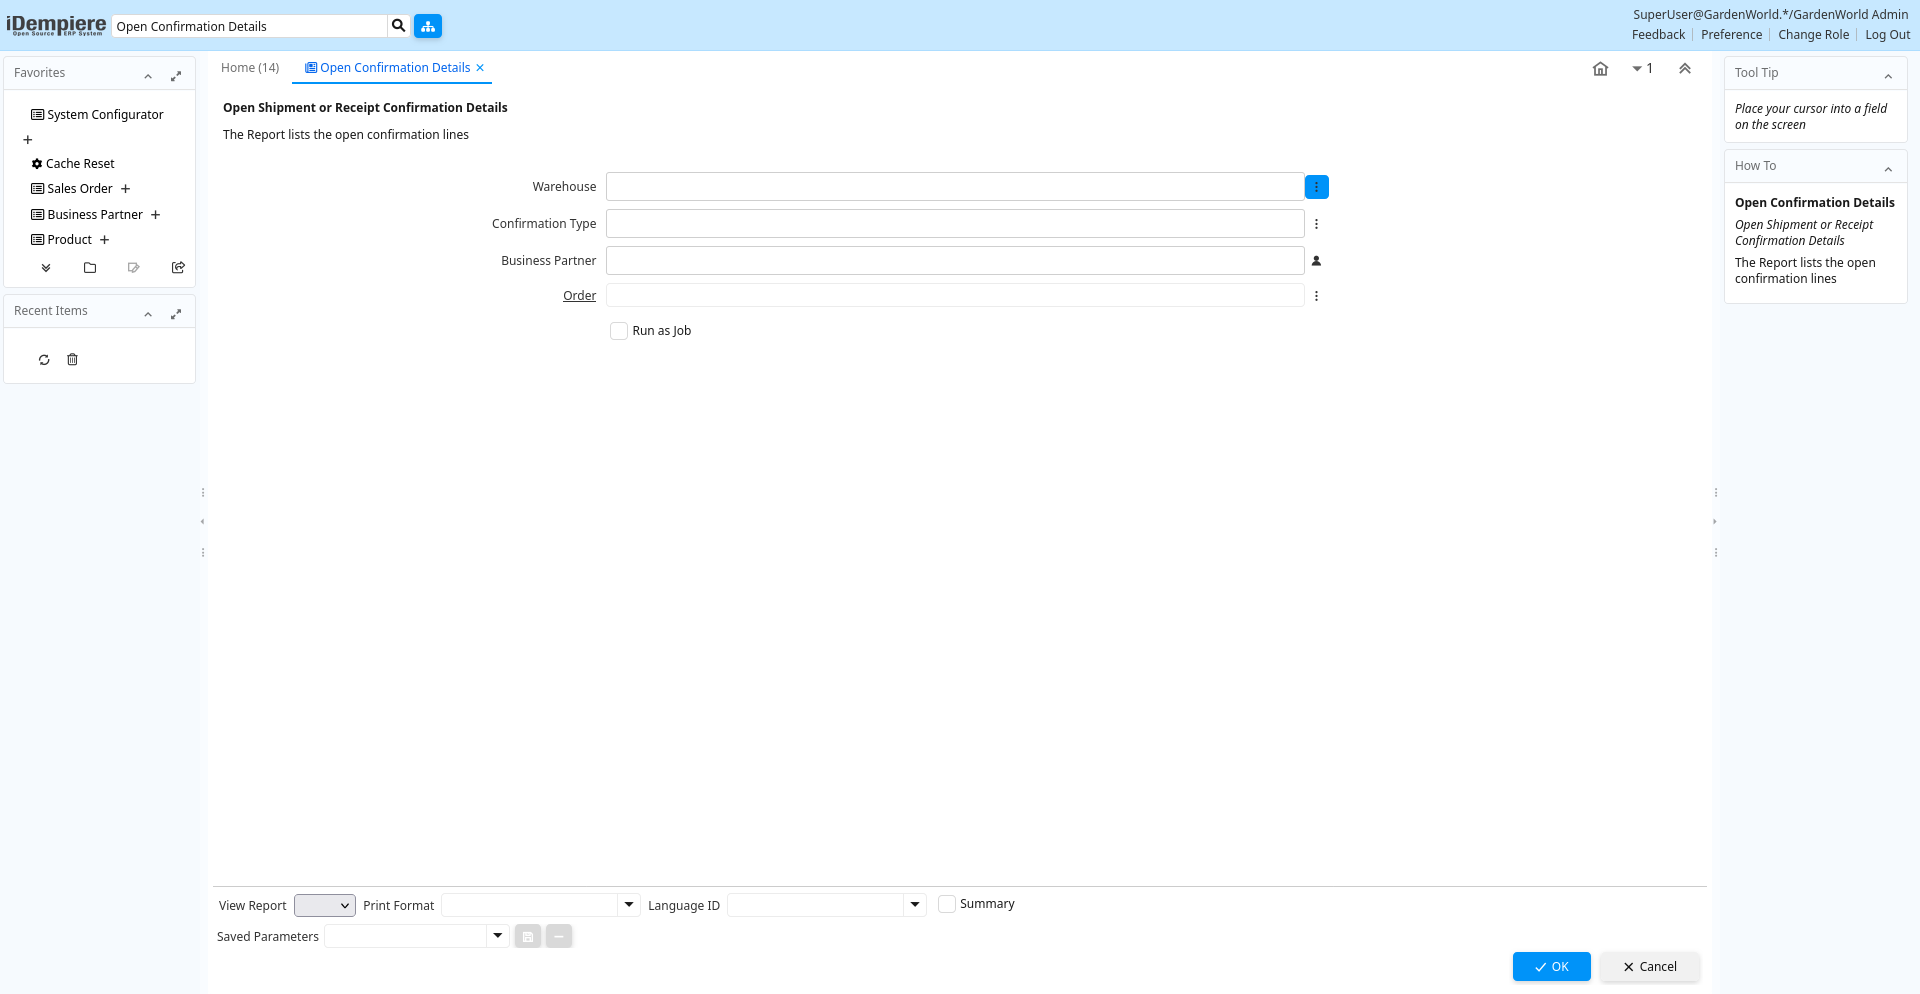 iDempiere
Open Source ERP System
Open Confirmation Details
SuperUser@GardenWorld.*/GardenWorld Admin
Feedback
Preference
Change Role
Log Out
Favorites
System Configurator
Cache Reset
Sales Order
Business Partner
Product
Recent Items
Home (14)
Open Confirmation Details
1
Open Shipment or Receipt Confirmation Details
The Report lists the open confirmation lines
Warehouse
Confirmation Type
Business Partner
Order
Run as Job
View Report
Print Format
Language ID
Summary
Saved Parameters
OK
Cancel
Tool Tip
Place your cursor into a field
on the screen
How To
Open Confirmation Details
Open Shipment or Receipt
Confirmation Details
The Report lists the open
confirmation lines